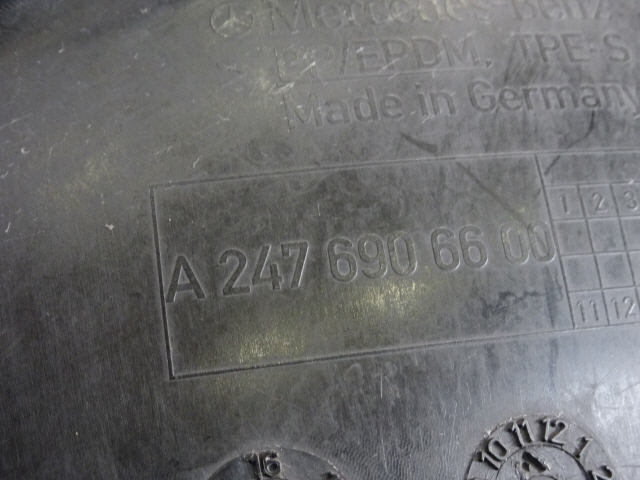 Mercedes-Benz
PP/EPDM, TPE-S
Made in Germany
A 247 690 66 00
1 2 3
11 12
16
10 11 12 1 2